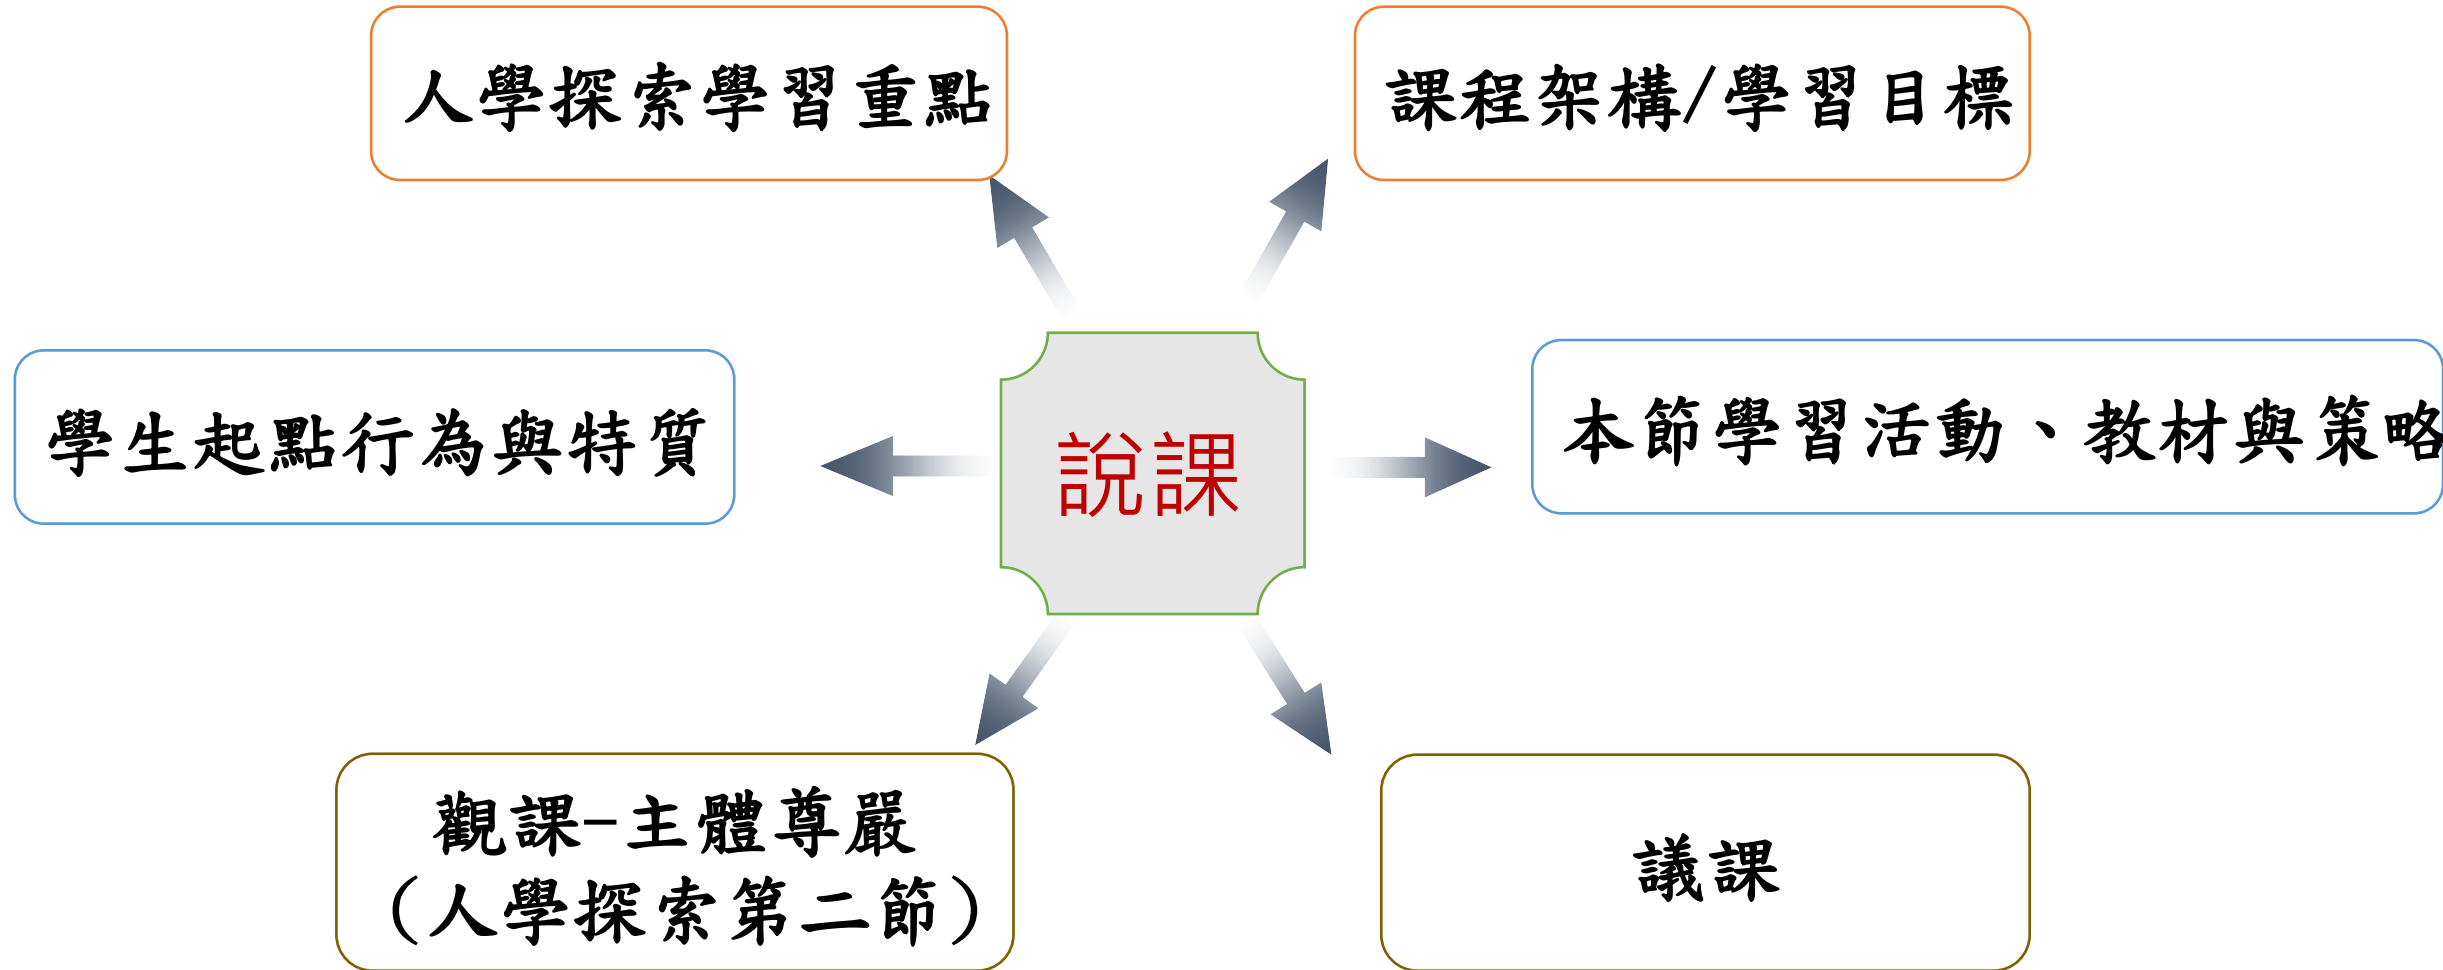 人學探索學習重點
課程架構/學習目標
學生起點行為與特質
說課
本節學習活動、教材與策略
觀課-主體尊嚴
(人學探索第二節)
議課